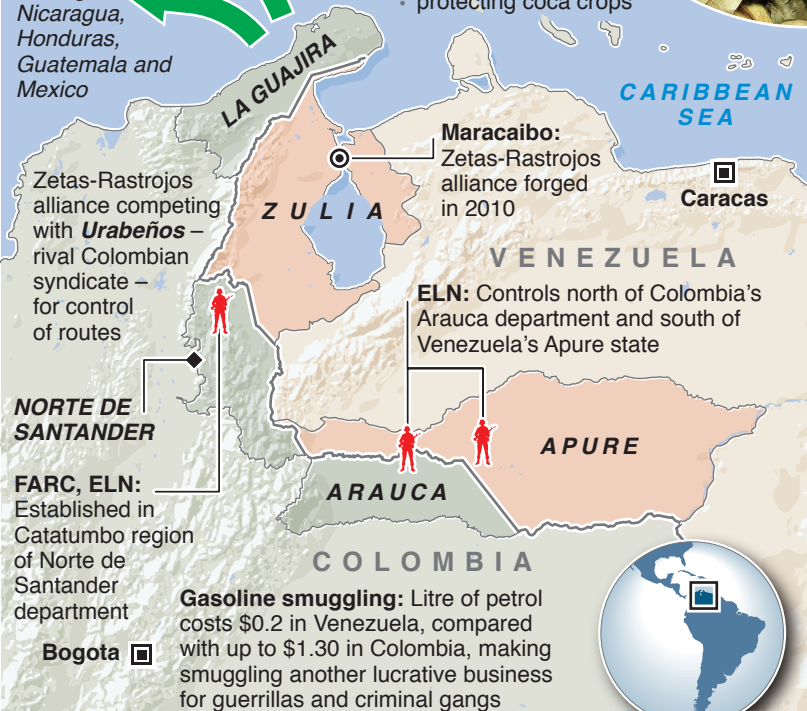 Nicaragua,
Honduras,
Guatemala and
Mexico
protecting coca crops
LA GUAJIRA
CARIBBEAN
SEA
Maracaibo:
Zetas-Rastrojos
alliance forged
in 2010
Caracas
Zetas-Rastrojos
alliance competing
with Urabeños –
rival Colombian
syndicate –
for control
of routes
ZULIA
VENEZUELA
ELN: Controls north of Colombia's
Arauca department and south of
Venezuela's Apure state
NORTE DE
SANTANDER
APURE
ARAUCA
FARC, ELN:
Established in
Catatumbo region
of Norte de
Santander
department
COLOMBIA
Gasoline smuggling: Litre of petrol
costs $0.2 in Venezuela, compared
with up to $1.30 in Colombia, making
smuggling another lucrative business
for guerrillas and criminal gangs
Bogota